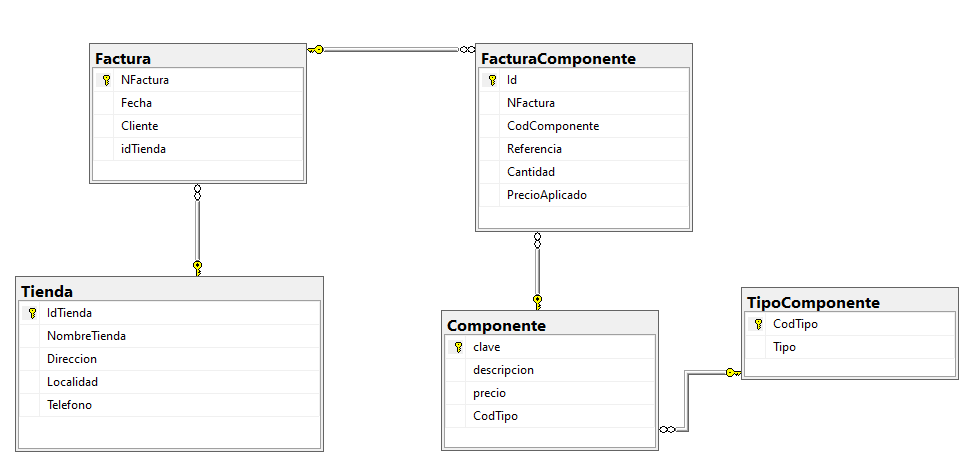 Factura
NFactura
Fecha
Cliente
idTienda
FacturaComponente
Id
NFactura
CodComponente
Referencia
Cantidad
PrecioAplicado
Tienda
IdTienda
NombreTienda
Direccion
Localidad
Telefono
Componente
clave
descripcion
precio
CodTipo
TipoComponente
CodTipo
Tipo